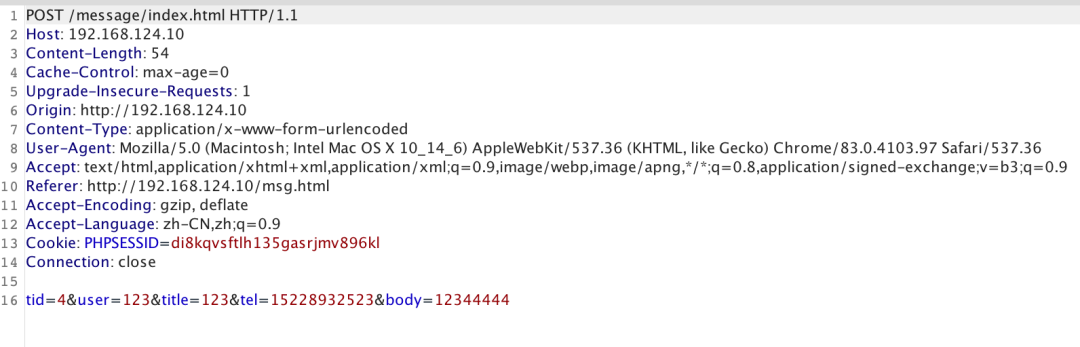 1 POST /message/index.html HTTP/1.1
2 Host: 192.168.124.10
3 Content-Length: 54
4 Cache-Control: max-age=0
5 Upgrade-Insecure-Requests: 1
6 Origin: http://192.168.124.10
7 Content-Type: application/x-www-form-urlencoded
8 User-Agent: Mozilla/5.0 (Macintosh; Intel Mac OS X 10_14_6) AppleWebKit/537.36 (KHTML, like Gecko) Chrome/83.0.4103.97 Safari/537.36
9 Accept: text/html,application/xhtml+xml,application/xml;q=0.9,image/webp,image/apng,*/*;q=0.8,application/signed-exchange;v=b3;q=0.9
10 Referer: http://192.168.124.10/msg.html
11 Accept-Encoding: gzip, deflate
12 Accept-Language: zh-CN,zh;q=0.9
13 Cookie: PHPSESSID=di8kqvsftlh135gasrjmv896kl
14 Connection: close
15
16 tid=4&user=123&title=123&tel=15228932523&body=12344444